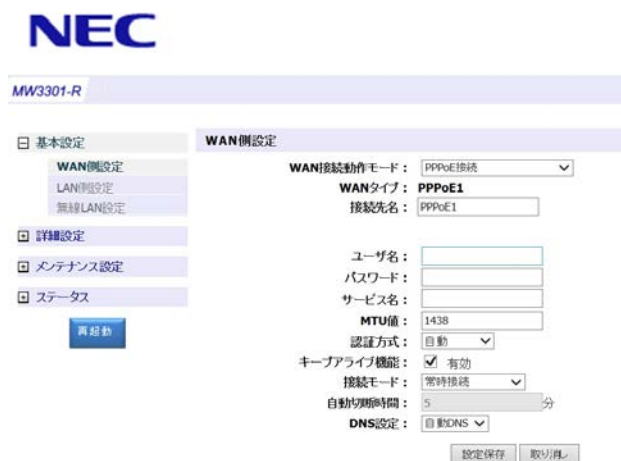 NEC
MW3301-R
基本設定
WAN側設定
LAN側設定
無線LAN設定
詳細設定
メンテナンス設定
ステータス
再起動
WAN側設定
WAN接続動作モード： PPPoE接続
WANタイプ： PPPoE1
接続先名： PPPoE1
ユーザ名：
パスワード：
サービス名：
MTU値： 1438
認証方式： 自動
キープアライブ機能： 有効
接続モード： 常時接続
自動切断時間： 5 分
DNS設定： 自動DNS
設定保存 取り消し